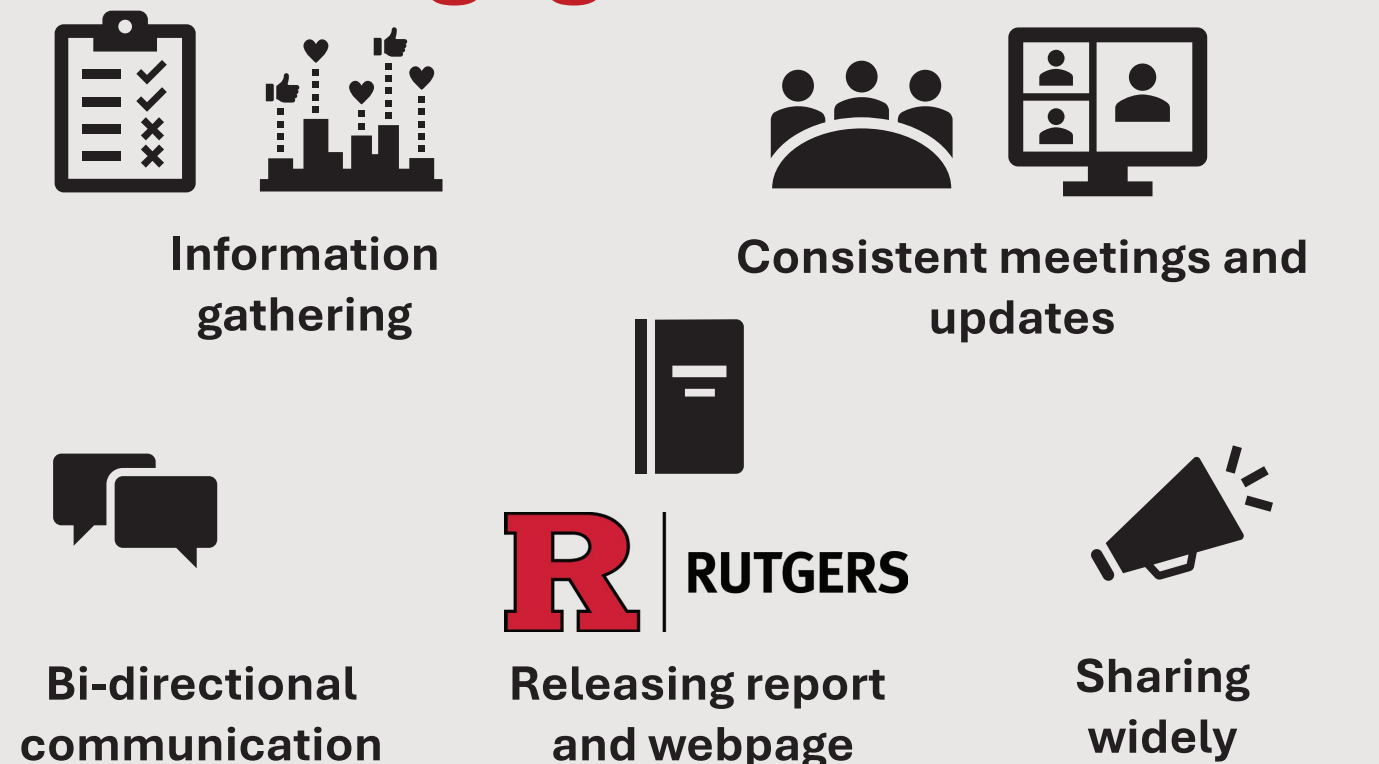 Information
gathering
Consistent meetings and
updates
R
RUTGERS
Bi-directional
communication
Releasing report
and webpage
Sharing
widely